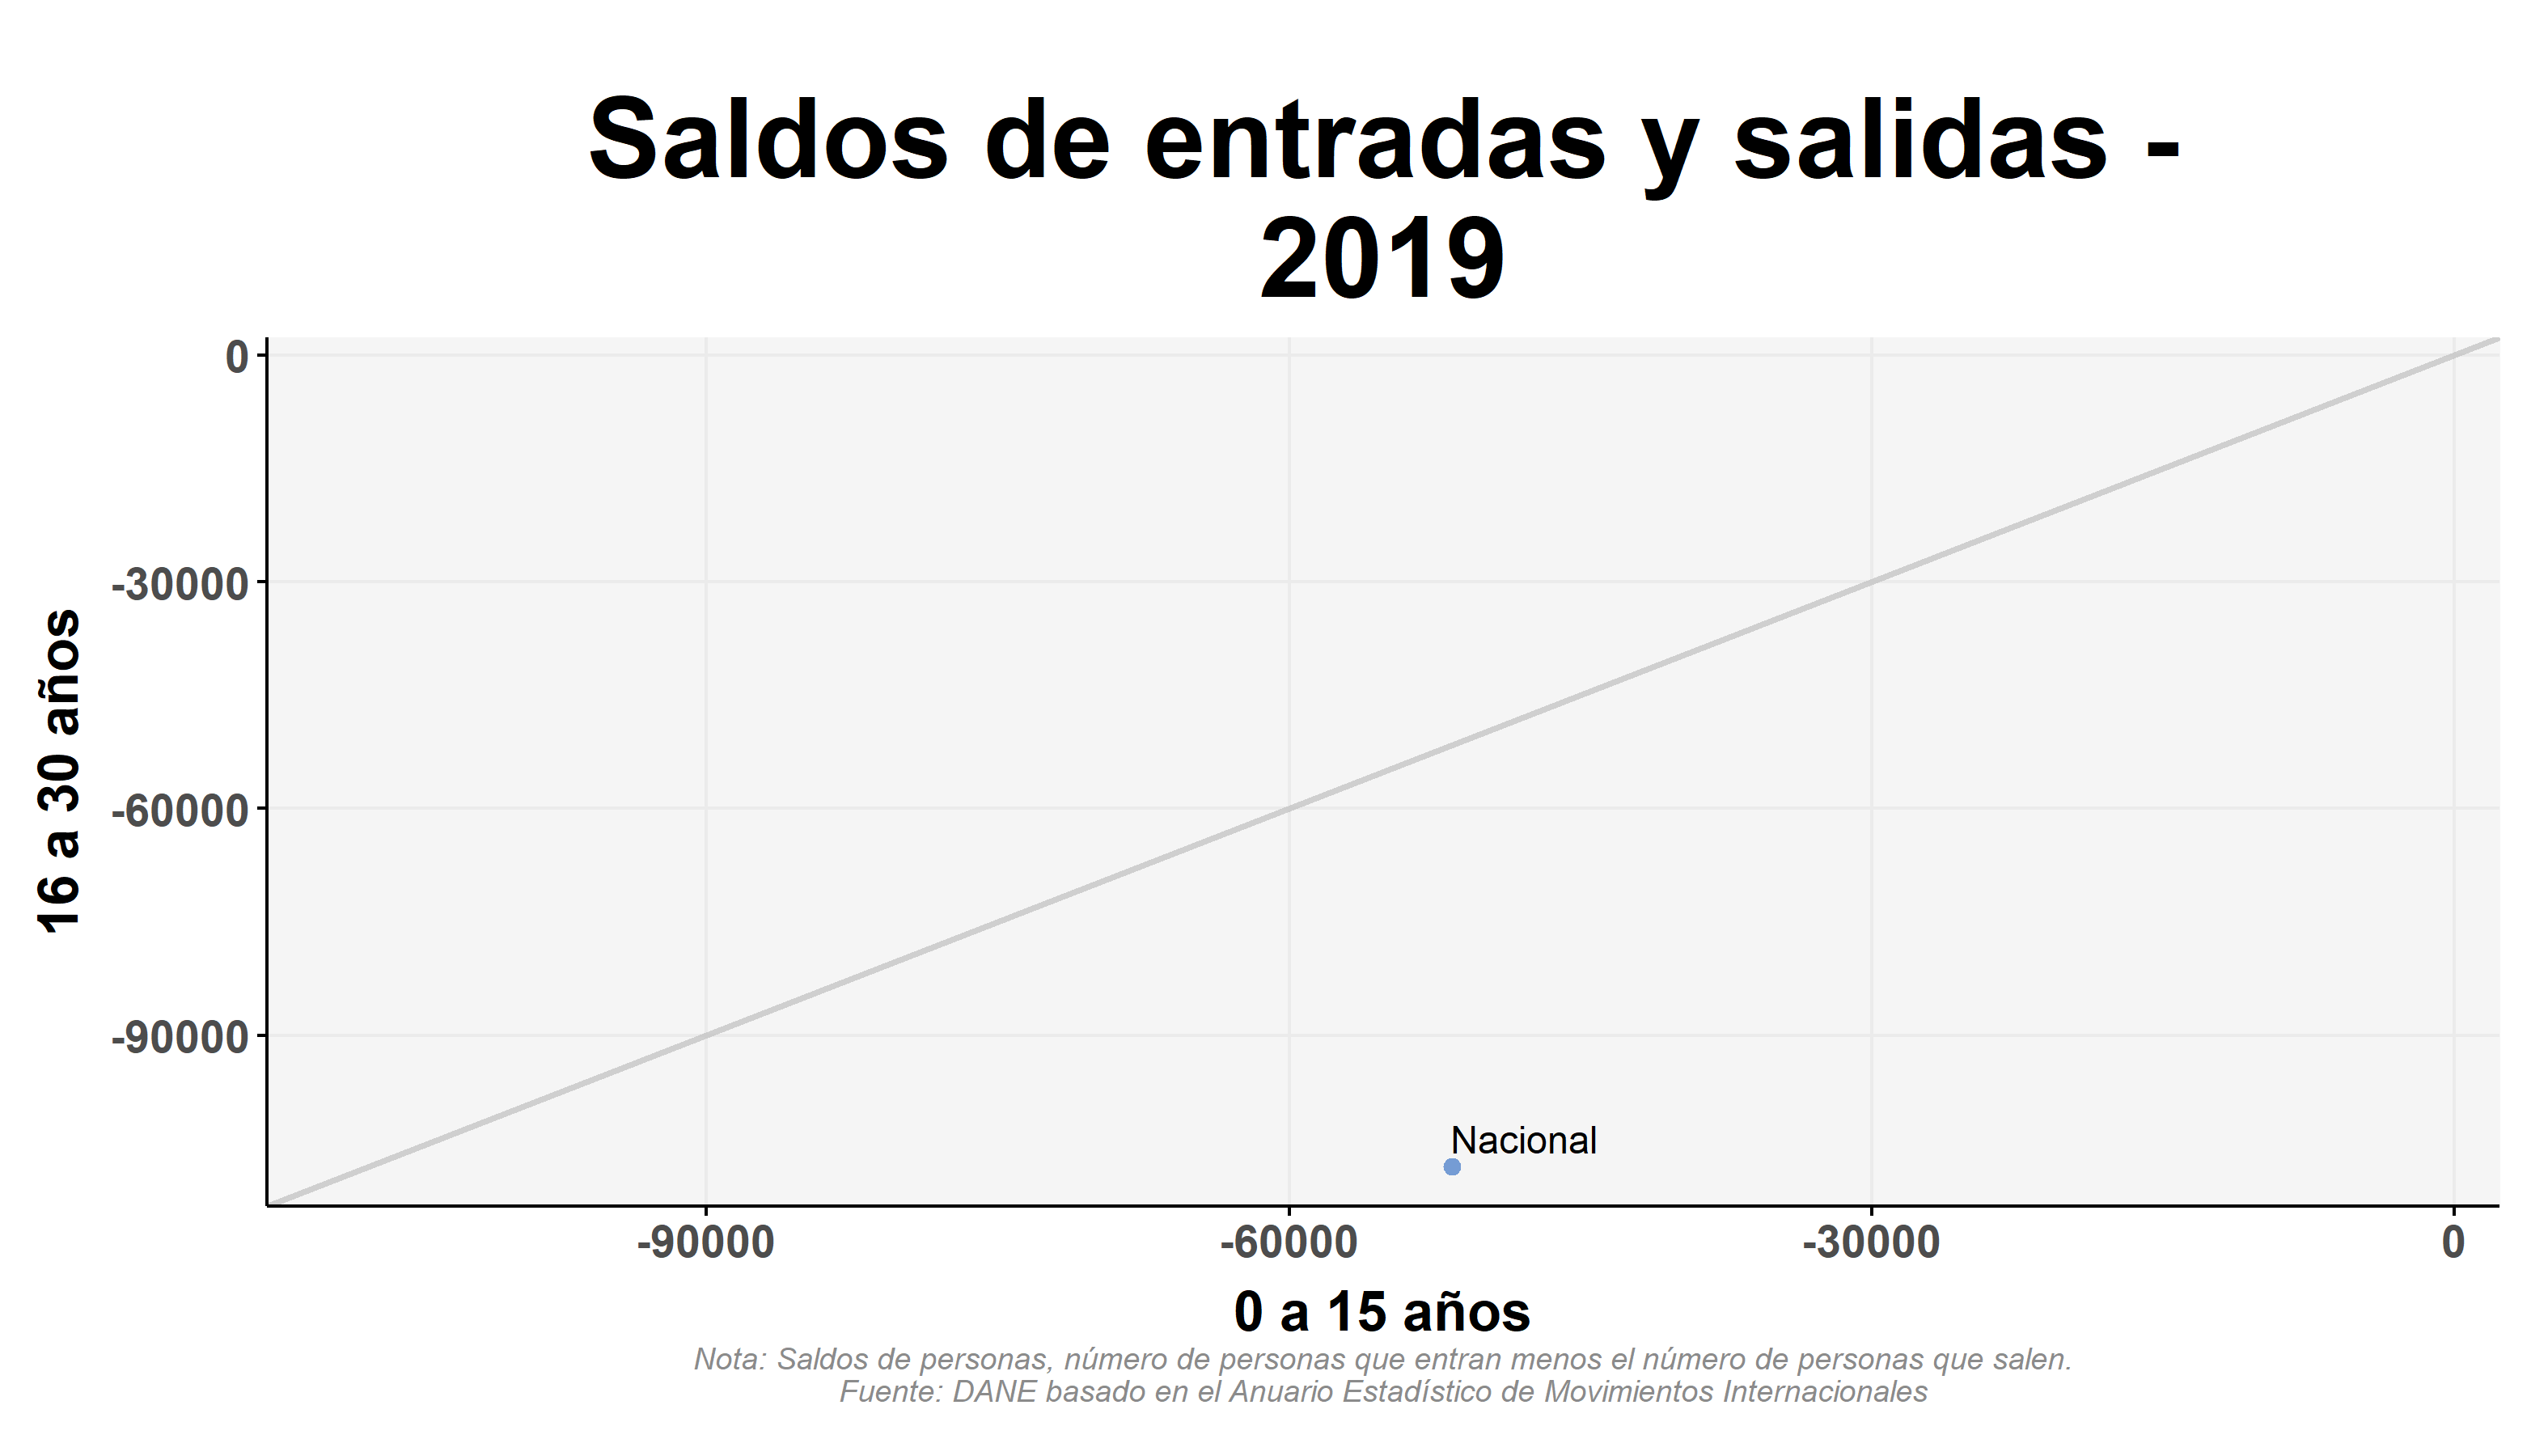 Saldos de entradas y salidas -
2019
16 a 30 años
0
-30000
-60000
-90000
Nacional
-90000
-60000
-30000
0
0 a 15 años
Nota: Saldos de personas, número de personas que entran menos el número de personas que salen.
Fuente: DANE basado en el Anuario Estadístico de Movimientos Internacionales